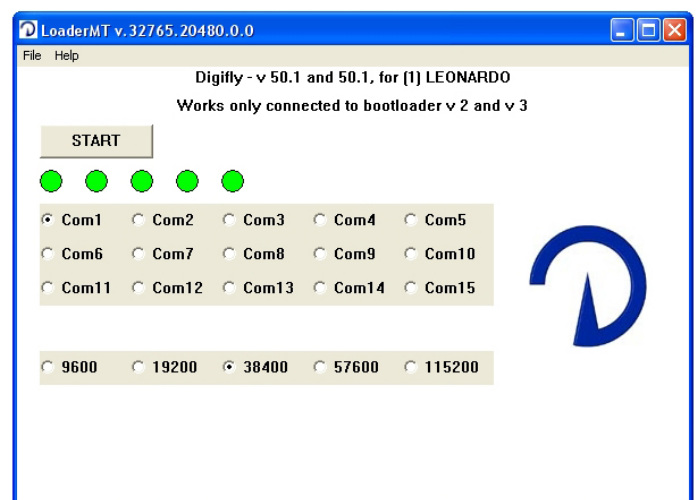 LoaderMT v.32765.20480.0.0
File Help
Digifly - v 50.1 and 50.1, for (1) LEONARDO
Works only connected to bootloader v 2 and v 3
START
Com1 Com2 Com3 Com4 Com5
Com6 Com7 Com8 Com9 Com10
Com11 Com12 Com13 Com14 Com15
9600 19200 38400 57600 115200